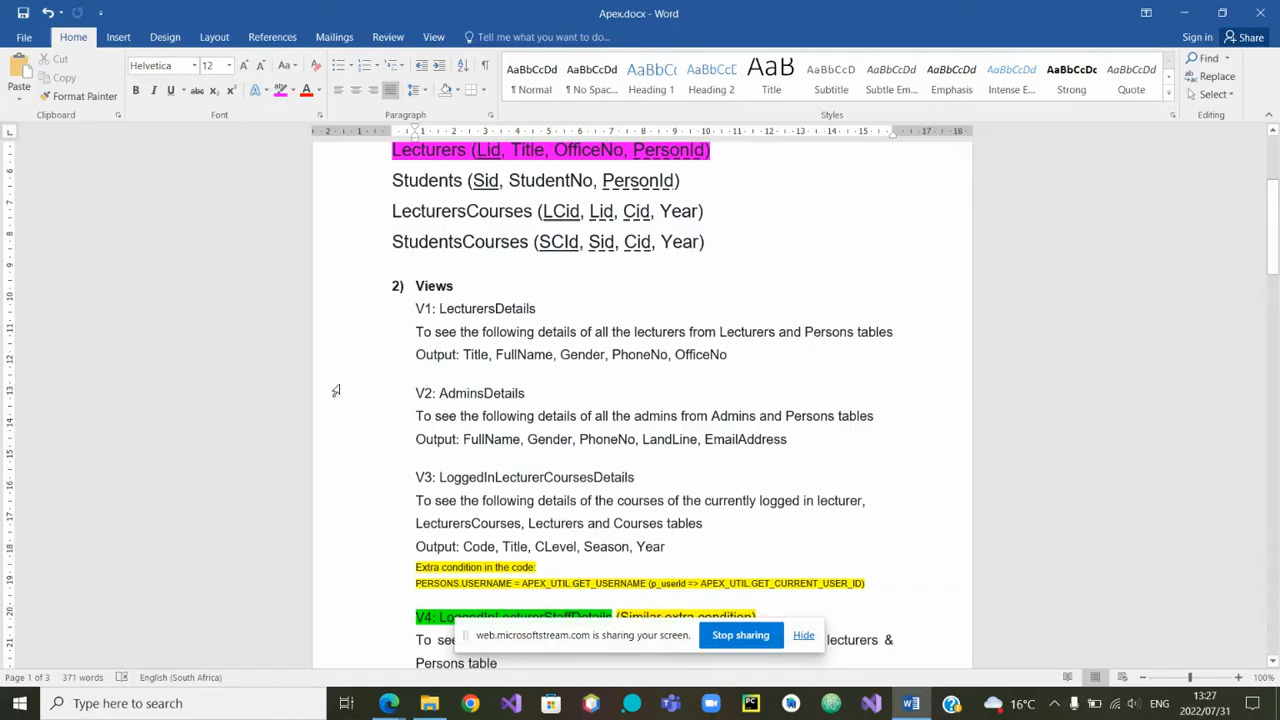 Apex.docx - Word
File Home Insert Design Layout References Mailings Review View Tell me what you want to do... Sign in Share
Paste Cut Copy Format Painter Clipboard
Helvetica 12 Font
Paragraph
AaBbCcDd AaBbCcDd AaBbCc AaBbCcD AaB AaBbCcD AaBbCcDd AaBbCcDd AaBbCcDd AaBbCcDc AaBbCcDd
¶ Normal ¶ No Spac... Heading 1 Heading 2 Title Subtitle Subtle Em... Emphasis Intense E... Strong Quote
Styles
Find Replace Select Editing
Lecturers (Lid, Title, OfficeNo, PersonId)
Students (Sid, StudentNo, PersonId)
LecturersCourses (LCid, Lid, Cid, Year)
StudentsCourses (SCId, Sid, Cid, Year)
2) Views
V1: LecturersDetails
To see the following details of all the lecturers from Lecturers and Persons tables
Output: Title, FullName, Gender, PhoneNo, OfficeNo
V2: AdminsDetails
To see the following details of all the admins from Admins and Persons tables
Output: FullName, Gender, PhoneNo, LandLine, EmailAddress
V3: LoggedInLecturerCoursesDetails
To see the following details of the courses of the currently logged in lecturer,
LecturersCourses, Lecturers and Courses tables
Output: Code, Title, CLevel, Season, Year
Extra condition in the code:
PERSONS.USERNAME = APEX_UTIL.GET_USERNAME (p_userid => APEX_UTIL.GET_CURRENT_USER_ID)
V4: LoggedInLecturerStaffDetails (Similar extra condition)
To see lecturers &
Persons table
web.microsoftstream.com is sharing your screen. Stop sharing Hide
Page 1 of 3 371 words English (South Africa) 100%
Type here to search
16°C
13:27
2022/07/31